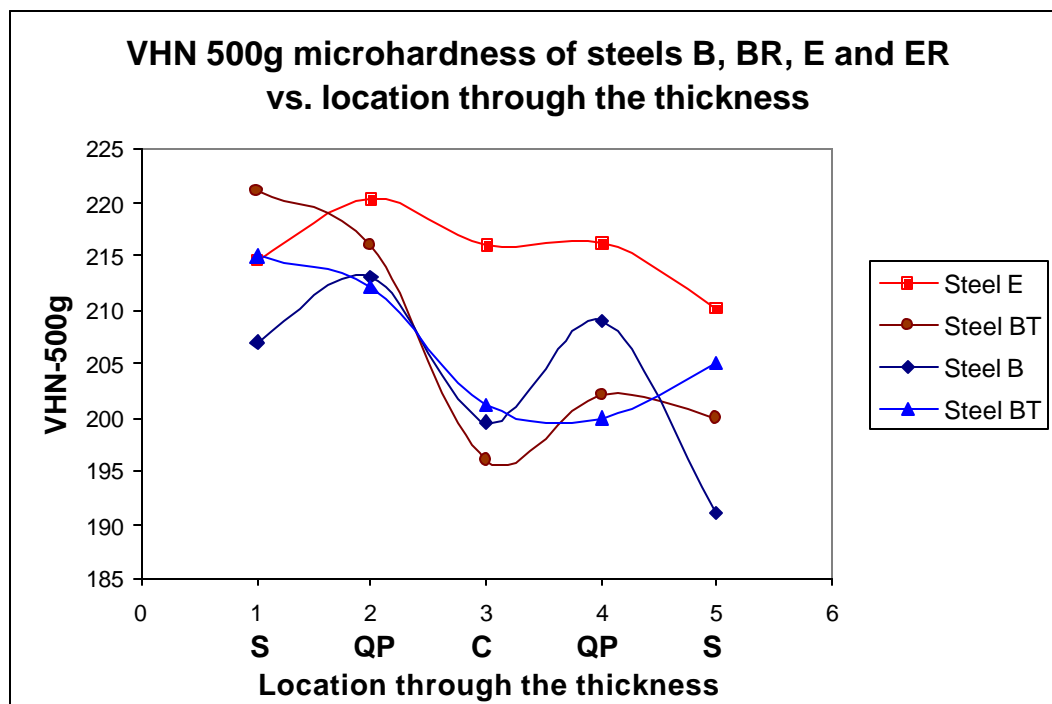 VHN 500g microhardness of steels B, BR, E and ER
vs. location through the thickness
VHN-500g
225
220
215
210
205
200
195
190
185
0 1 2 3 4 5 6
S QP C QP S
Location through the thickness
Steel E
Steel BT
Steel B
Steel BT